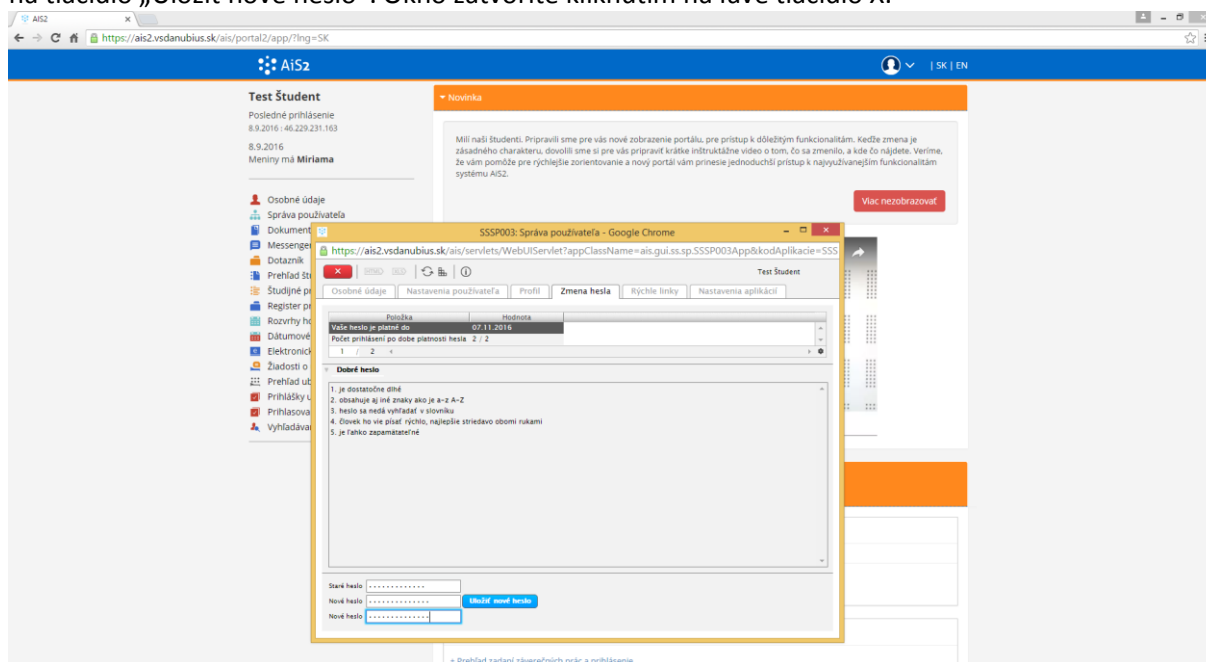 na tlačidlo „Uložiť nové heslo“. Okno zatvoríte kliknutím na ľavé tlačidlo X.
AiS2
https://ais2.vsdanubius.sk/ais/portal2/app/?lng=SK
AiS2
| SK | EN
Test Študent
Posledné prihlásenie
8.9.2016 : 46.229.231.163
8.9.2016
Meniny má Miriama
Osobné údaje
Správa používateľa
Dokument
Messenger
Dotazník
Prehľad št
Študijné pr
Register pr
Rozvrhy ho
Dátumové
Elektronick
Žiadosti o
Prehľad ub
Prihlášky u
Prihlasova
Vyhľadáva
Novinka
Milí naši študenti. Pripravili sme pre vás nové zobrazenie portálu, pre prístup k dôležitým funkcionalitám. Keďže zmena je
zásadného charakteru, dovolili sme si pre vás pripraviť krátke inštruktážne video o tom, čo sa zmenilo, a kde čo nájdete. Veríme,
že vám pomôže pre rýchlejšie zorientovanie a nový portál vám prinesie jednoduchší prístup k najvyužívanejším funkcionalitám
systému AiS2.
Viac nezobrazovať
SSSP003: Správa používateľa - Google Chrome
https://ais2.vsdanubius.sk/ais/servlets/WebUIServlet?appClassName=ais.gui.ss.sp.SSSP003App&kodAplikacie=SSS
Test Študent
Osobné údaje
Nastavenia používateľa
Profil
Zmena hesla
Rýchle linky
Nastavenia aplikácií
Položka Hodnota
Vaše heslo je platné do 07.11.2016
Počet prihlásení po dobe platnosti hesla 2 / 2
1 / 2
Dobré heslo
1. je dostatočne dlhé
2. obsahuje aj iné znaky ako je a-z A-Z
3. heslo sa nedá vyhľadať v slovníku
4. človek ho vie písať rýchlo, najlepšie striedavo obomi rukami
5. je ľahko zapamätateľné
Staré heslo
Nové heslo
Uložiť nové heslo
Nové heslo
Prehľad zadaní záverečných prác a prihlásenie